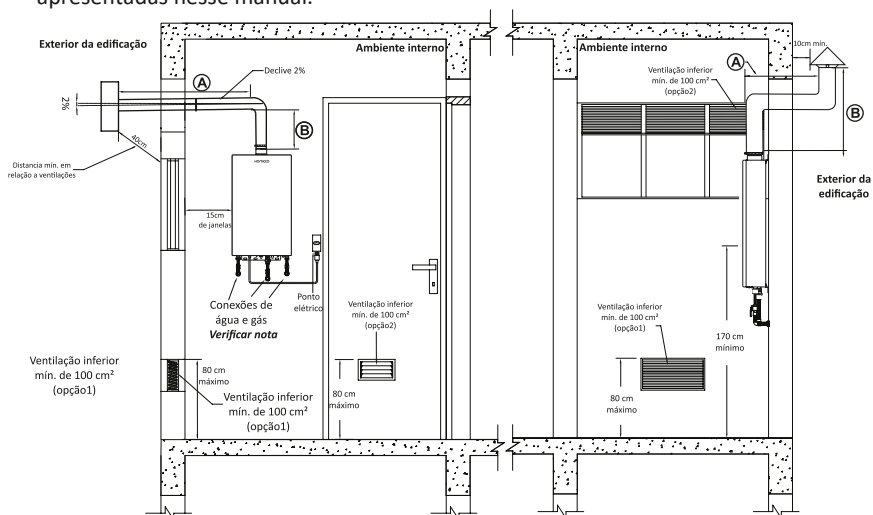 apresentadas nesse manual.
Exterior da edificação
Ambiente interno
A
Declive 2%
2%
B
40cm
Distancia mín. em
relação a ventilações
15cm
de janelas
Conexões de
água e gás
Verificar nota
Ponto
elétrico
Ventilação inferior
mín. de 100 cm²
(opção2)
Ventilação inferior
mín. de 100 cm²
(opção1)
80 cm
máximo
Ventilação inferior
mín. de 100 cm²
(opção1)
80 cm
máximo
Ambiente interno
10cm mín.
A
Ventilação inferior
mín. de 100 cm²
(opção2)
B
Exterior da
edificação
Ventilação inferior
mín. de 100 cm²
(opção1)
170 cm
mínimo
80 cm
máximo